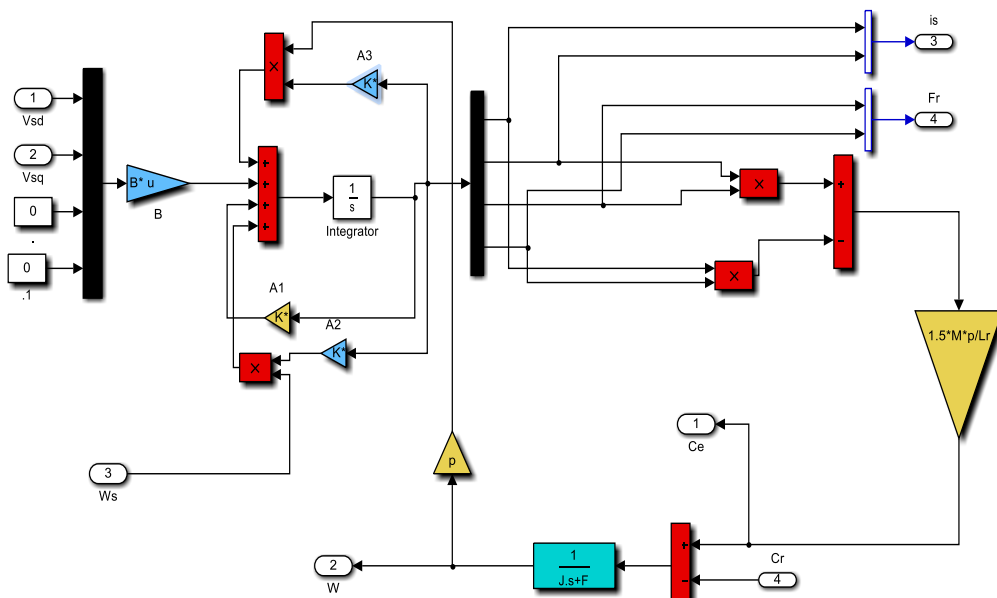 is
3
A3
K*
×
1
Vsd
Fr
4
2
Vsq
B* u
B
+
+
+
+
1
s
Integrator
×
+
−
0
.
0
.1
×
A1
K*
A2
K*
×
1.5*M*p/Lr
1
Ce
p
3
Ws
+
−
Cr
4
1
J.s+F
2
W